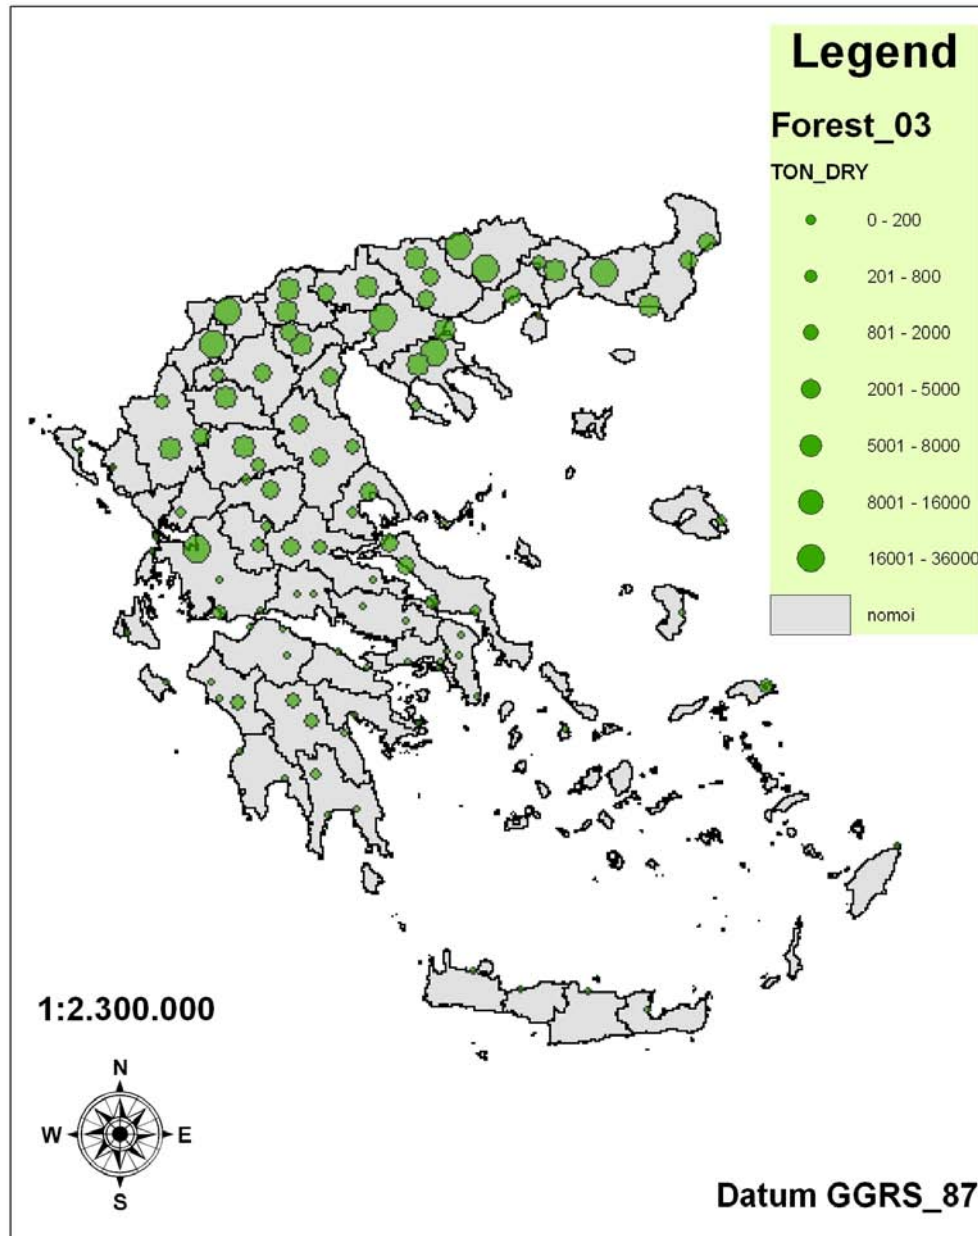 Legend
Forest_03
TON_DRY
0 - 200
201 - 800
801 - 2000
2001 - 5000
5001 - 8000
8001 - 16000
16001 - 36000
nomoi
1:2.300.000
N
W E
S
Datum GGRS_87